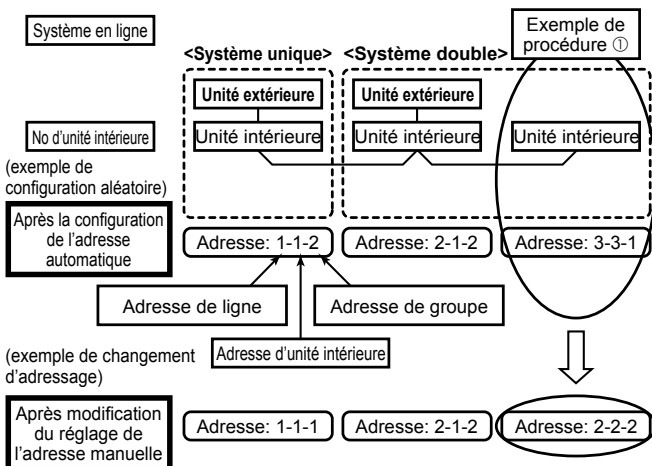 Système en ligne
<Système unique>
<Système double>
Exemple de
procédure ①
Unité extérieure
Unité extérieure
No d'unité intérieure
Unité intérieure
Unité intérieure
Unité intérieure
(exemple de
configuration aléatoire)
Après la configuration
de l'adresse
automatique
Adresse: 1-1-2
Adresse: 2-1-2
Adresse: 3-3-1
Adresse de ligne
Adresse de groupe
Adresse d'unité intérieure
(exemple de changement
d'adressage)
Après modification
du réglage de
l'adresse manuelle
Adresse: 1-1-1
Adresse: 2-1-2
Adresse: 2-2-2